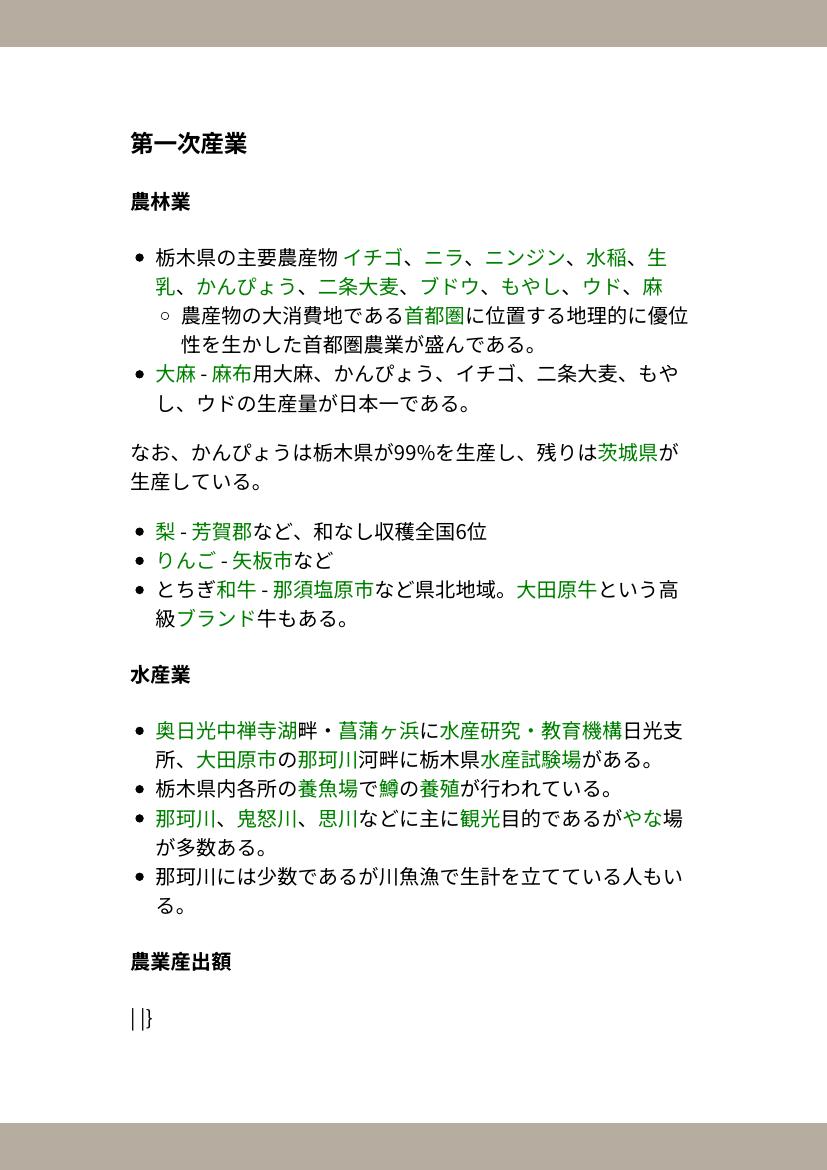 第一次産業
農林業
栃木県の主要農産物 イチゴ、ニラ、ニンジン、水稲、生
乳、かんぴょう、二条大麦、ブドウ、もやし、ウド、麻
農産物の大消費地である首都圏に位置する地理的に優位
性を生かした首都圏農業が盛んである。
大麻 - 麻布用大麻、かんぴょう、イチゴ、二条大麦、もや
し、ウドの生産量が日本一である。
なお、かんぴょうは栃木県が99%を生産し、残りは茨城県が
生産している。
梨 - 芳賀郡など、和なし収穫全国6位
りんご - 矢板市など
とちぎ和牛 - 那須塩原市など県北地域。大田原牛という高
級ブランド牛もある。
水産業
奥日光中禅寺湖畔・菖蒲ヶ浜に水産研究・教育機構日光支
所、大田原市の那珂川河畔に栃木県水産試験場がある。
栃木県内各所の養魚場で鱒の養殖が行われている。
那珂川、鬼怒川、思川などに主に観光目的であるがやな場
が多数ある。
那珂川には少数であるが川魚漁で生計を立てている人もい
る。
農業産出額
| |}